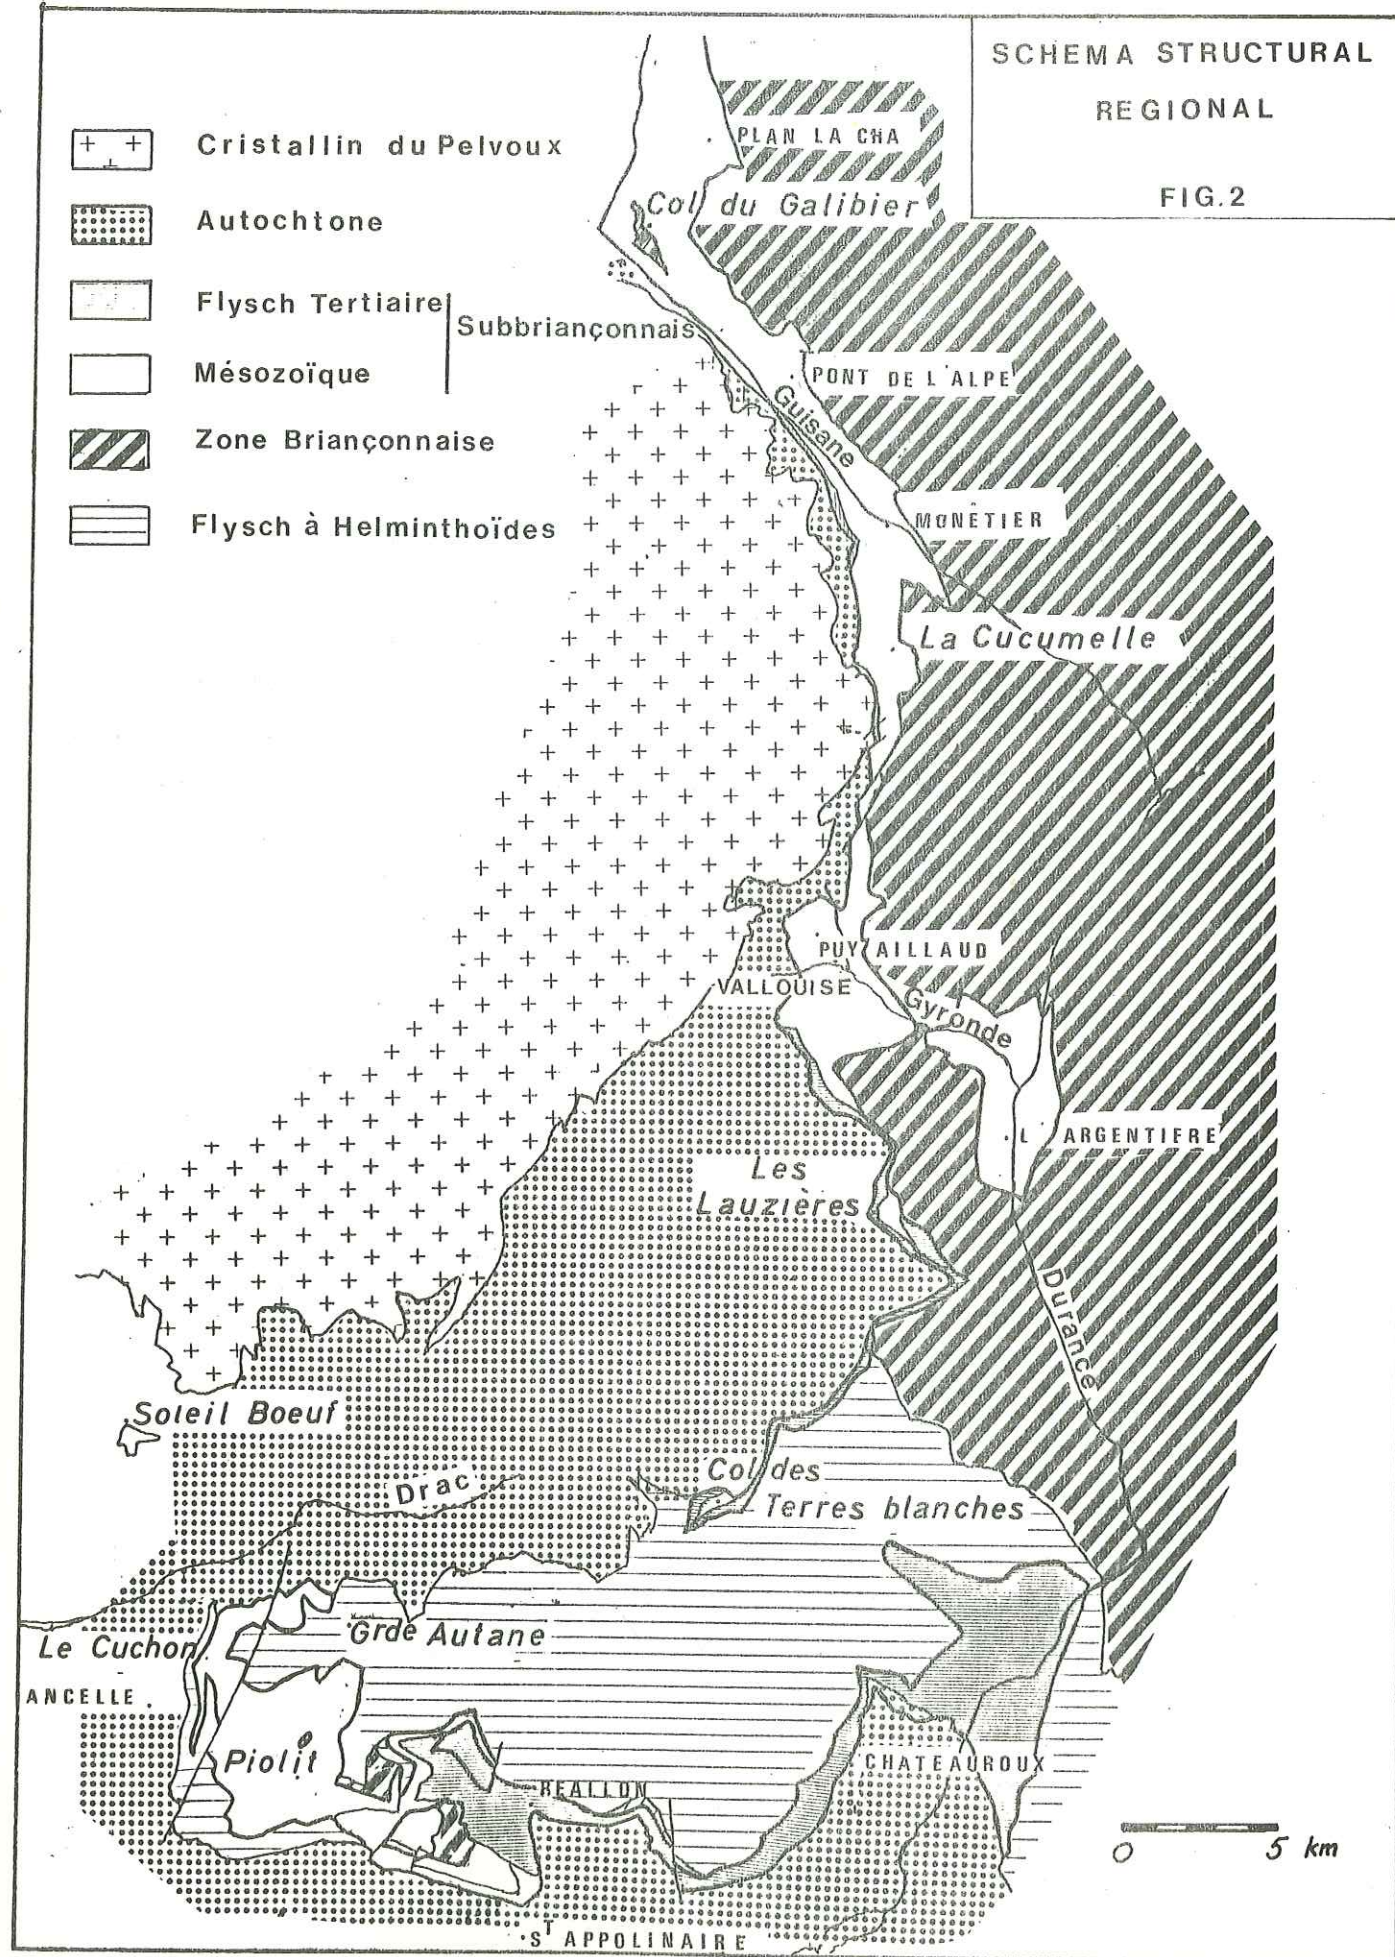 SCHEMA STRUCTURAL
REGIONAL
FIG.2
Cristallin du Pelvoux
Autochtone
Flysch Tertiaire
Subbriançonnais
Mésozoïque
Zone Briançonnaise
Flysch à Helminthoïdes
PLAN LA CHA
Col du Galibier
PONT DE L'ALPE
Guisane
MONÊTIER
La Cucumelle
PUY AILLAUD
VALLOUISE
Gyronde
L ARGENTIFRE
Les
Lauzières
Durance
Soleil Boeuf
Drac
Col des
Terres blanches
Grde Autane
Le Cuchon
ANCELLE
Piolit
CHATEAUROUX
REALLON
0 5 km
ST APPOLINAIRE